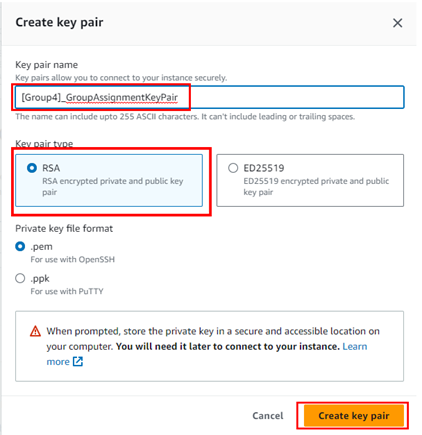 Create key pair
Key pair name
Key pairs allow you to connect to your instance securely.
[Group4]_GroupAssignmentKeyPair
The name can include upto 255 ASCII characters. It can't include leading or trailing spaces.
Key pair type
RSA
RSA encrypted private and public key
pair
ED25519
ED25519 encrypted private and public
key pair
Private key file format
.pem
For use with OpenSSH
.ppk
For use with PuTTY
When prompted, store the private key in a secure and accessible location on
your computer. You will need it later to connect to your instance. Learn
more
Cancel
Create key pair